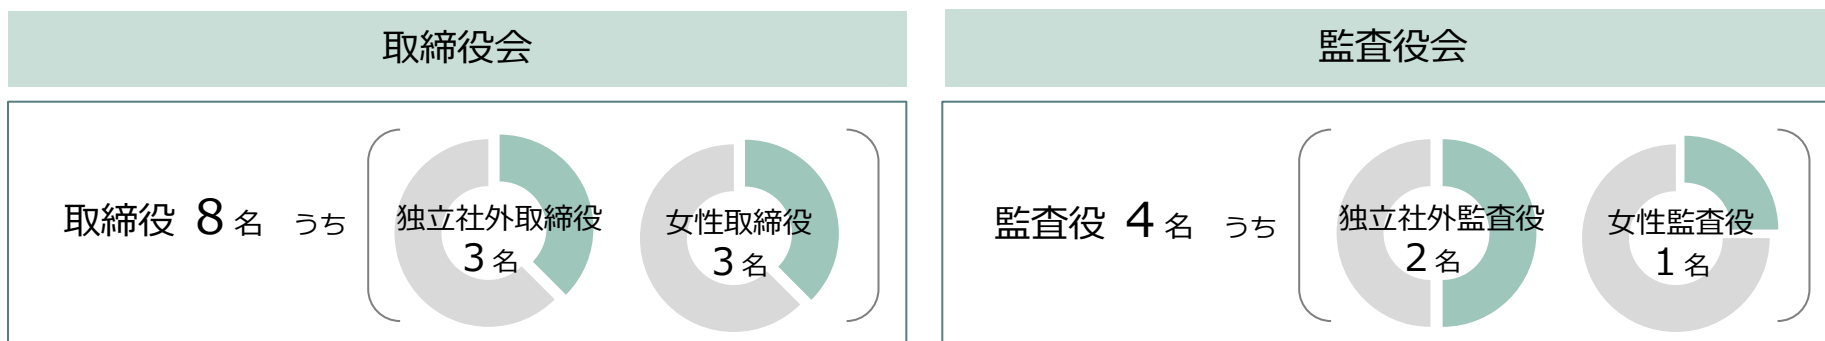 取締役会
取締役 8 名 うち
独立社外取締役
3 名
女性取締役
3 名
監査役会
監査役 4 名 うち
独立社外監査役
2 名
女性監査役
1 名